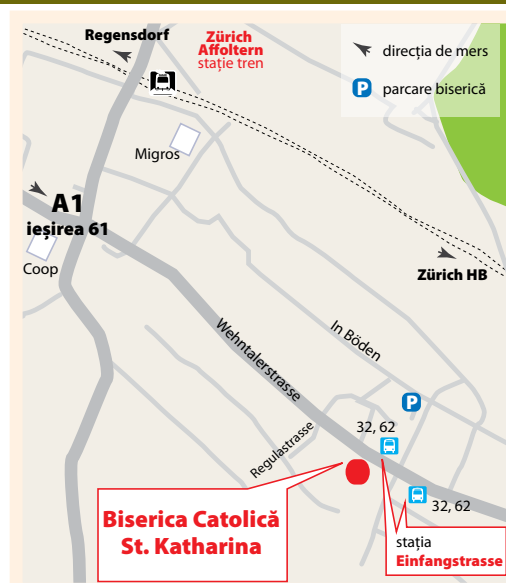 Regensdorf
Zürich
Affoltern
stație tren
direcția de mers
P parcare biserică
Migros
A1
ieșirea 61
Coop
Zürich HB
In Böden
Wehntalerstrasse
P
32, 62
Regulastrasse
32, 62
Biserica Catolică
St. Katharina
stația
Einfangstrasse